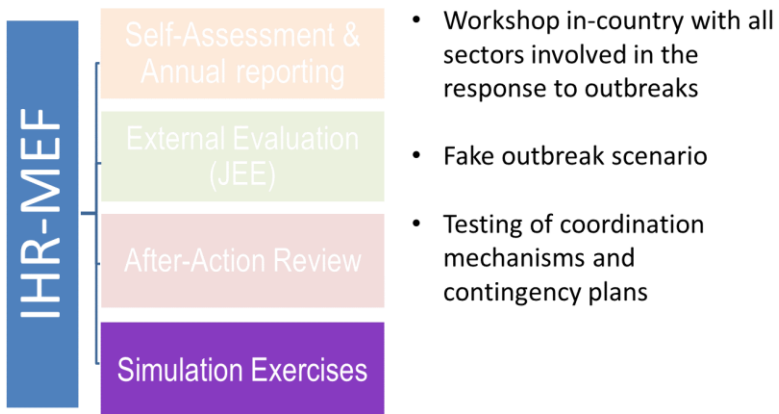 IHR-MEF
Self-Assessment &
Annual reporting
External Evaluation
(JEE)
After-Action Review
Simulation Exercises
• Workshop in-country with all
sectors involved in the
response to outbreaks
• Fake outbreak scenario
• Testing of coordination
mechanisms and
contingency plans